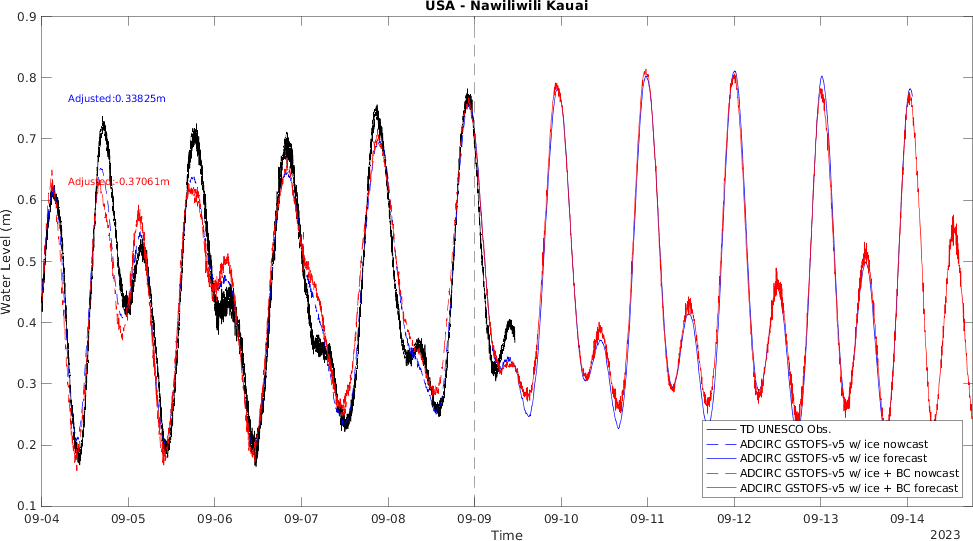 USA - Nawiliwili Kauai
0.9
0.8
0.7
0.6
0.5
0.4
0.3
0.2
0.1
Water Level (m)
Adjusted:0.33825m
Adjusted:-0.37061m
TD UNESCO Obs.
ADCIRC GSTOFS-v5 w/ ice nowcast
ADCIRC GSTOFS-v5 w/ ice forecast
ADCIRC GSTOFS-v5 w/ ice + BC nowcast
ADCIRC GSTOFS-v5 w/ ice + BC forecast
09-04 09-05 09-06 09-07 09-08 09-09 09-10 09-11 09-12 09-13 09-14
Time
2023